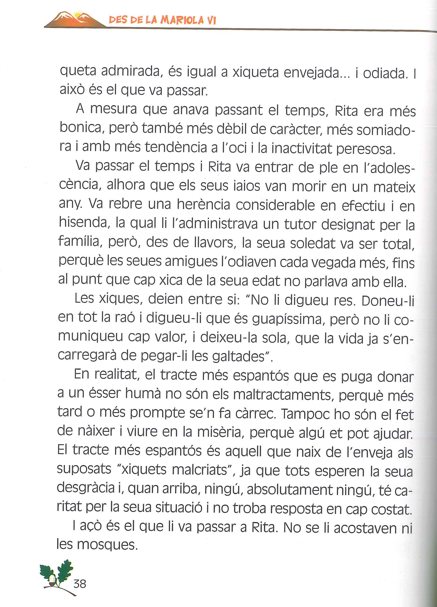 DES DE LA MARIOLA VI
queta admirada, és igual a xiqueta envejada... i odiada. I
això és el que va passar.
A mesura que anava passant el temps, Rita era més
bonica, però també més dèbil de caràcter, més somiado-
ra i amb més tendència a l'oci i la inactivitat peresosa.
Va passar el temps i Rita va entrar de ple en l'adoles-
cència, alhora que els seus iaios van morir en un mateix
any. Va rebre una herència considerable en efectiu i en
hisenda, la qual li l'administrava un tutor designat per la
família, però, des de llavors, la seua soledat va ser total,
perquè les seues amigues l'odiaven cada vegada més, fins
al punt que cap xica de la seua edat no parlava amb ella.
Les xiques, deien entre si: "No li digueu res. Doneu-li
en tot la raó i digueu-li que és guapíssima, però no li co-
muniqueu cap valor, i deixeu-la sola, que la vida ja s'en-
carregarà de pegar-li les galtades".
En realitat, el tracte més espantós que es puga donar
a un ésser humà no són els maltractaments, perquè més
tard o més prompte se'n fa càrrec. Tampoc ho són el fet
de nàixer i viure en la misèria, perquè algú et pot ajudar.
El tracte més espantós és aquell que naix de l'enveja als
suposats "xiquets malcriats", ja que tots esperen la seua
desgràcia i, quan arriba, ningú, absolutament ningú, té ca-
ritat per la seua situació i no troba resposta en cap costat.
I açò és el que li va passar a Rita. No se li acostaven ni
les mosques.
38